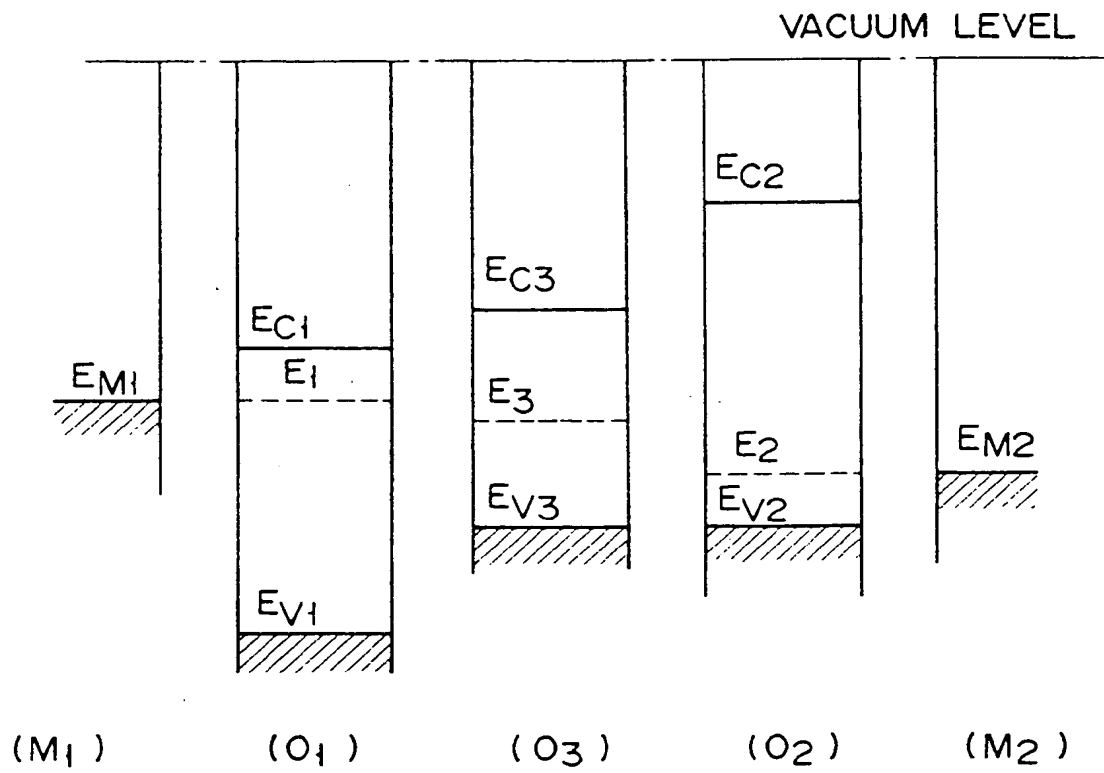 VACUUM LEVEL
EC2
EC3
EC1
E1
EM1
E3
E2
EM2
EV3
EV2
EV1
(M1) (O1) (O3) (O2) (M2)